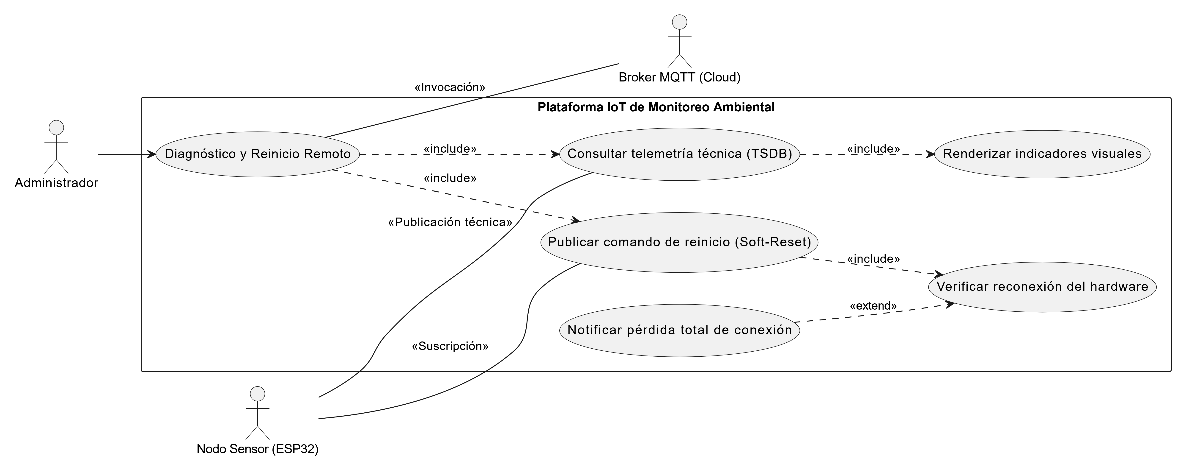 Broker MQTT (Cloud)
«Invocación»
Plataforma IoT de Monitoreo Ambiental
Administrador
Diagnóstico y Reinicio Remoto
«include»
Consultar telemetría técnica (TSDB)
«include»
Renderizar indicadores visuales
«include»
«Publicación técnica»
Publicar comando de reinicio (Soft-Reset)
«include»
Verificar reconexión del hardware
«extend»
Notificar pérdida total de conexión
«Suscripción»
Nodo Sensor (ESP32)